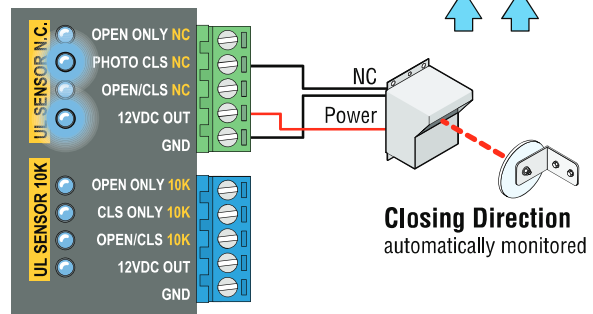 UL SENSOR N.C.
OPEN ONLY NC
PHOTO CLS NC
OPEN/CLS NC
12VDC OUT
GND
UL SENSOR 10K
OPEN ONLY 10K
CLS ONLY 10K
OPEN/CLS 10K
12VDC OUT
GND
NC
Power
Closing Direction
automatically monitored